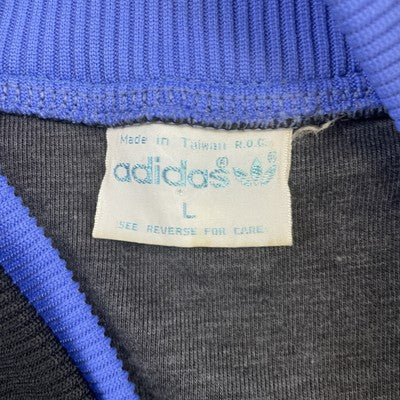 Made in Taiwan R.O.C.
adidas®
L
SEE REVERSE FOR CARE